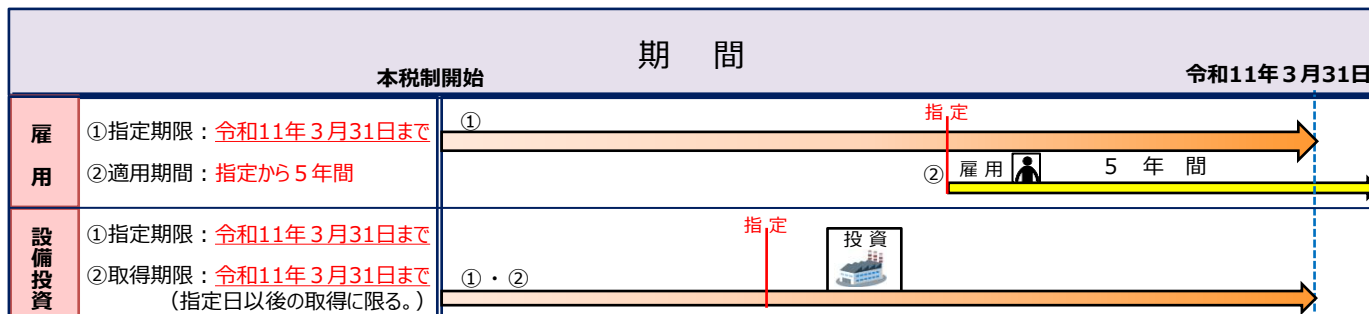 期　間
本税制開始
令和11年３月31日
雇用
①指定期限：令和11年３月31日まで
②適用期間：指定から５年間
①
指定
②
雇用
５年間
設備投資
①指定期限：令和11年３月31日まで
②取得期限：令和11年３月31日まで
（指定日以後の取得に限る。）
①・②
指定
投資